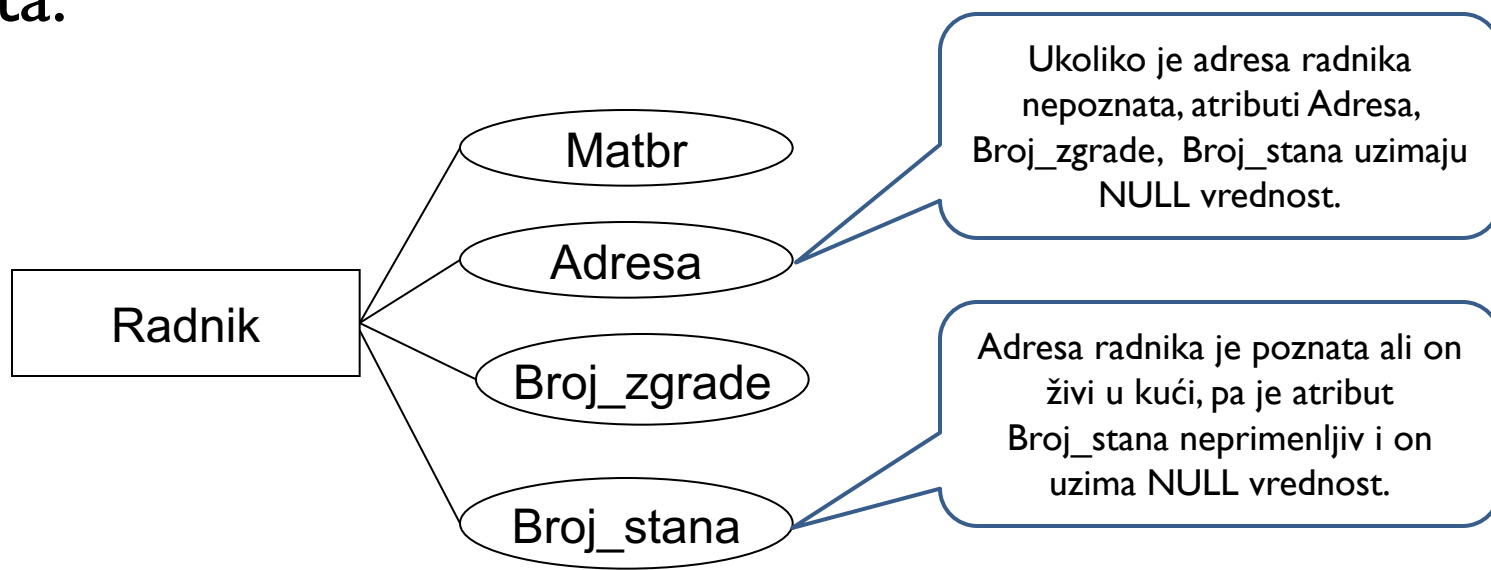 ta.
Ukoliko je adresa radnika
nepoznata, atributi Adresa,
Broj_zgrade, Broj_stana uzimaju
NULL vrednost.
Matbr
Adresa
Radnik
Broj_zgrade
Adresa radnika je poznata ali on
živi u kući, pa je atribut
Broj_stana neprimenljiv i on
uzima NULL vrednost.
Broj_stana